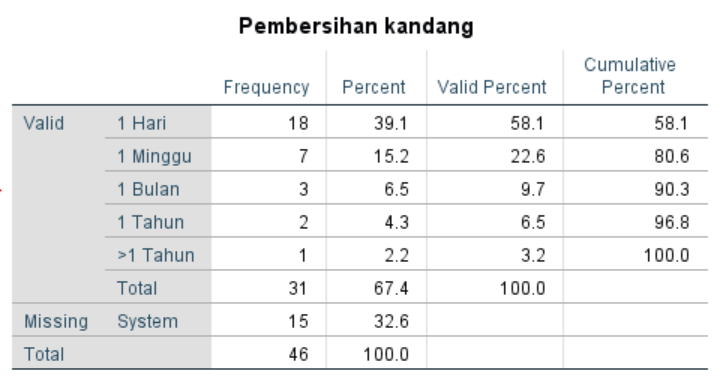 Pembersihan kandang
Frequency Percent Valid Percent Cumulative Percent
Valid 1 Hari 18 39.1 58.1 58.1
1 Minggu 7 15.2 22.6 80.6
1 Bulan 3 6.5 9.7 90.3
1 Tahun 2 4.3 6.5 96.8
>1 Tahun 1 2.2 3.2 100.0
Total 31 67.4 100.0
Missing System 15 32.6
Total 46 100.0